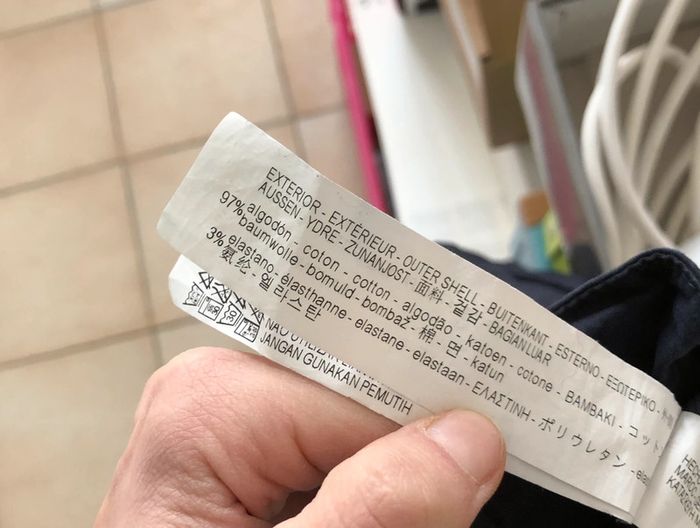 EXTERIOR - EXTÉRIEUR - OUTER SHELL - BUITENKANT - ESTERNO - ΕΞΩΤΕΡΙΚΟ -
AUSSEN - YDRE - ZUNANJOST - 面料 - 겉감 - BAGIAN LUAR
97% algodón - coton - cotton - algodão - katoen - cotone - ΒΑΜΒΑΚΙ - コット
baumwolle - bomuld - bombaž - 棉 - 면 - katun
3% elastano - élasthanne - elastane - elastaan - ΕΛΑΣΤΙΝΗ - ポリウレタン -
氨纶 - 엘라스탄
JANGAN GUNAKAN PEMUTIH